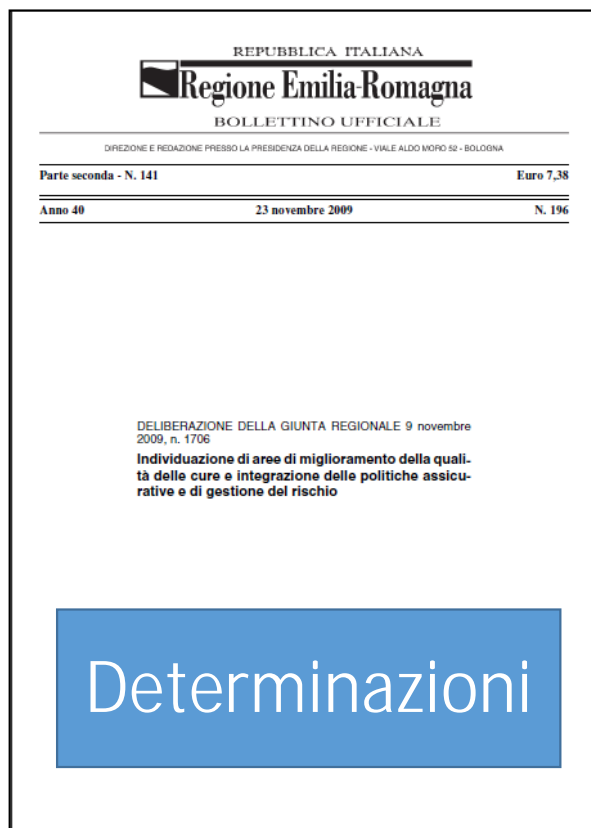 REPUBBLICA ITALIANA
Regione Emilia-Romagna
BOLLETTINO UFFICIALE
DIREZIONE E REDAZIONE PRESSO LA PRESIDENZA DELLA REGIONE - VIALE ALDO MORO 52 - BOLOGNA
Parte seconda - N. 141 Euro 7,38
Anno 40 23 novembre 2009 N. 196
DELIBERAZIONE DELLA GIUNTA REGIONALE 9 novembre
2009, n. 1706
Individuazione di aree di miglioramento della quali-
tà delle cure e integrazione delle politiche assicu-
rative e di gestione del rischio
Determinazioni